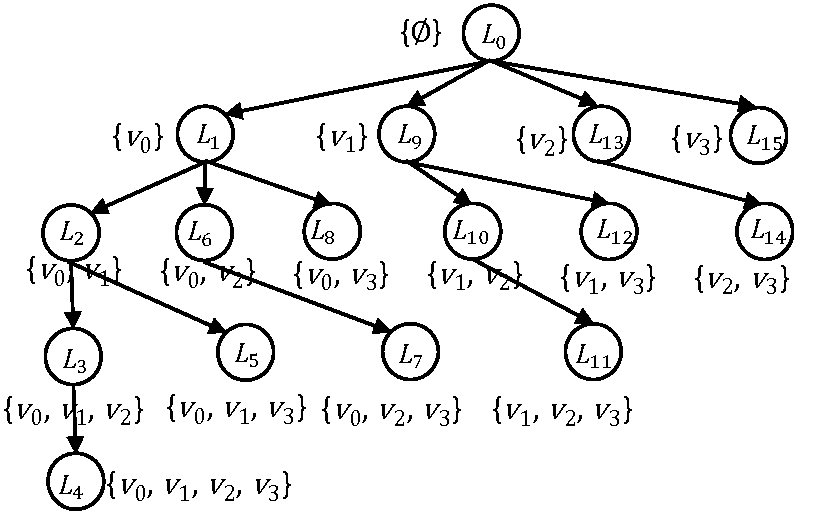 {∅} L₀
{v₀} L₁ {v₁} L₉ {v₂} L₁₃ {v₃} L₁₅
L₂ L₆ L₈ L₁₀ L₁₂ L₁₄
{v₀, v₁} {v₀, v₂} {v₀, v₃} {v₁, v₂} {v₁, v₃} {v₂, v₃}
L₃ L₅ L₇ L₁₁
{v₀, v₁, v₂} {v₀, v₁, v₃} {v₀, v₂, v₃} {v₁, v₂, v₃}
L₄ {v₀, v₁, v₂, v₃}